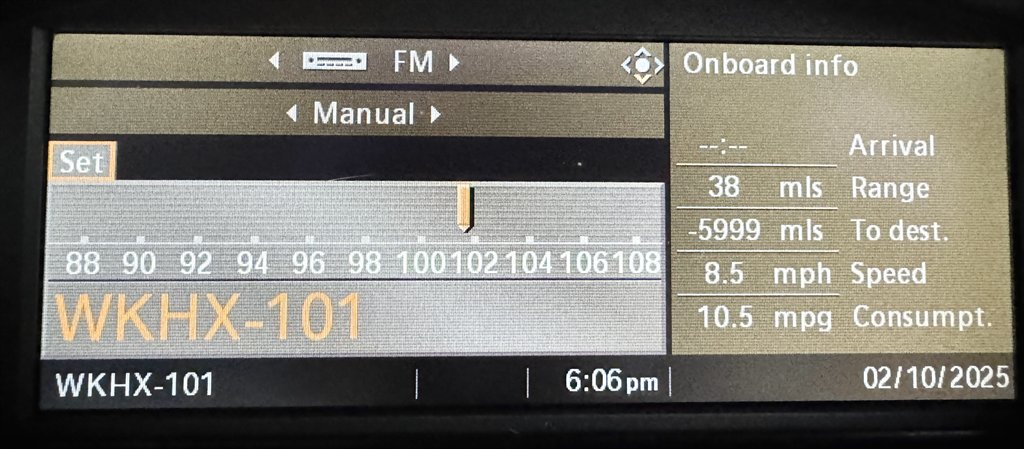 FM
Manual
Set
88 90 92 94 96 98 100 102 104 106 108
WKHX-101
WKHX-101
6:06pm
Onboard info
--:-- Arrival
38 mls Range
-5999 mls To dest.
8.5 mph Speed
10.5 mpg Consumpt.
02/10/2025